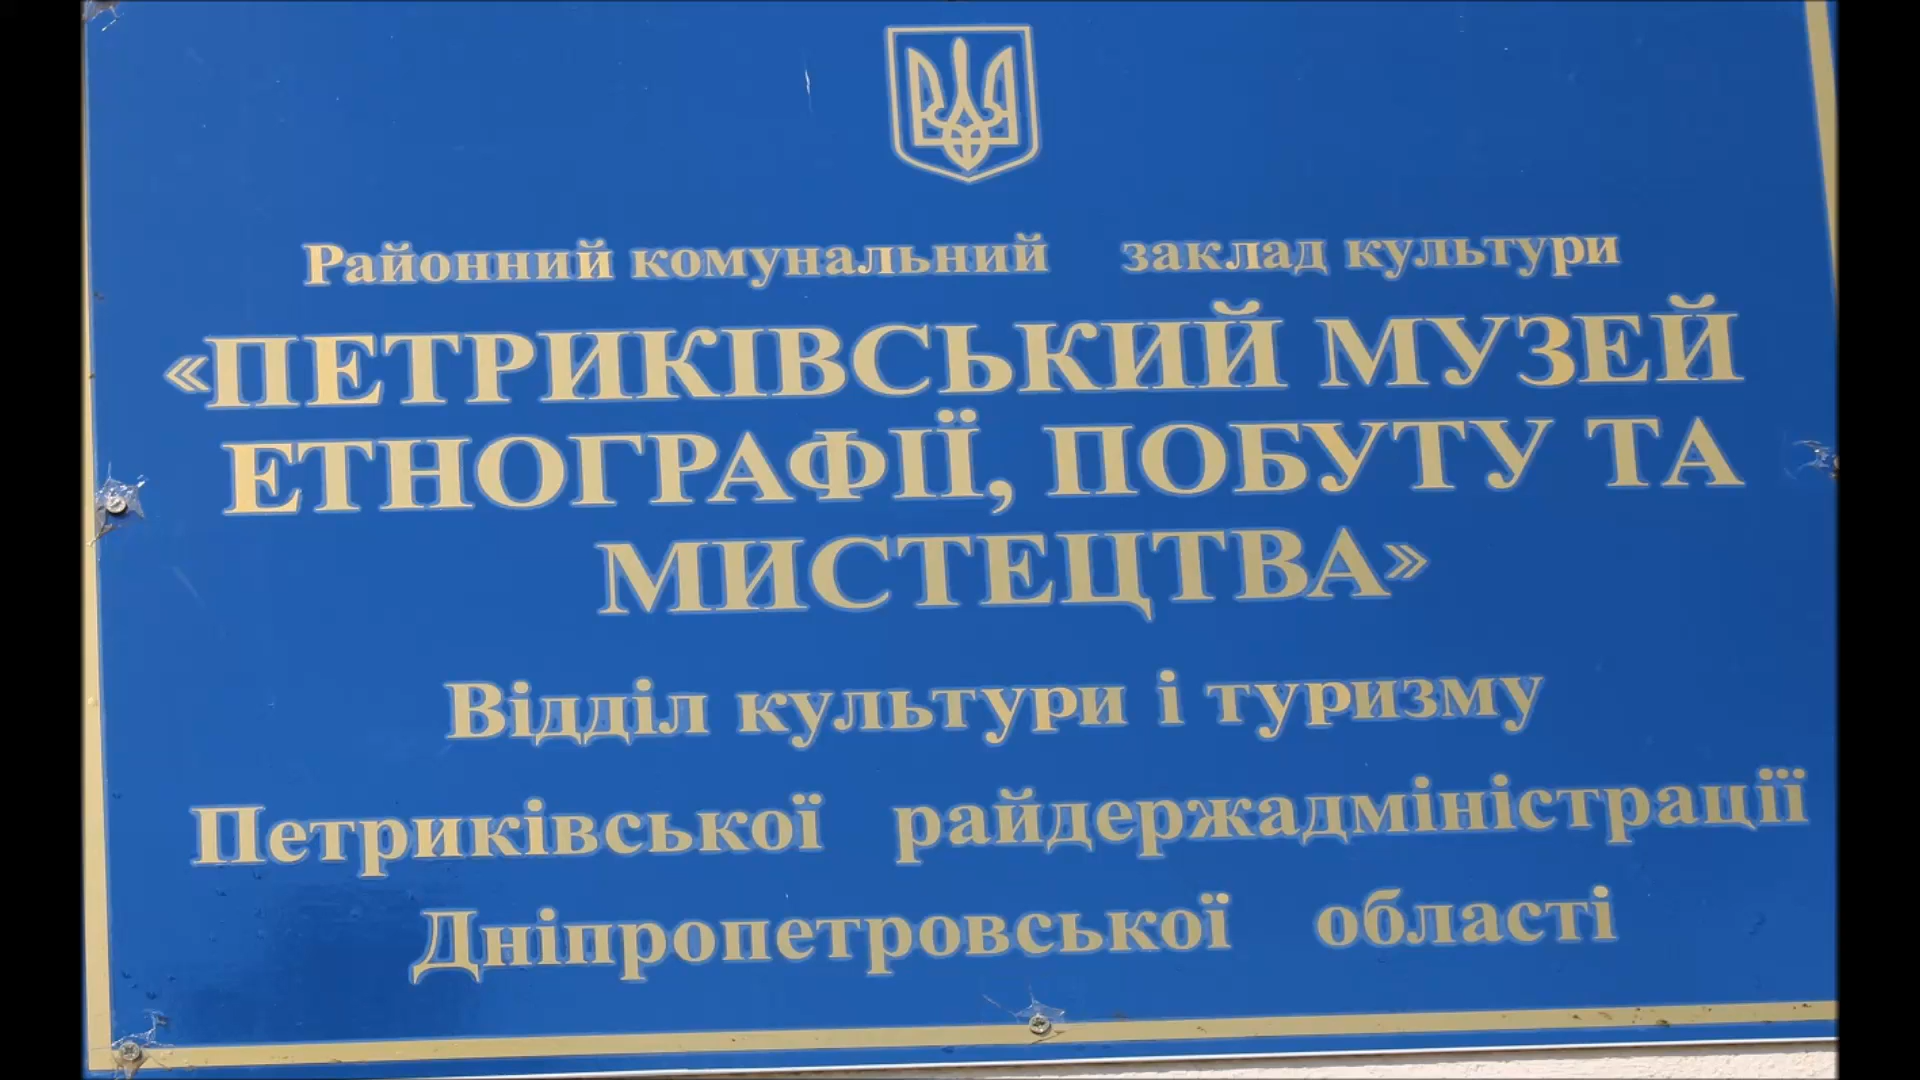 Районний комунальний заклад культури
«ПЕТРИКІВСЬКИЙ МУЗЕЙ
ЕТНОГРАФІЇ, ПОБУТУ ТА
МИСТЕЦТВА»
Відділ культури і туризму
Петриківської райдержадміністрації
Дніпропетровської області